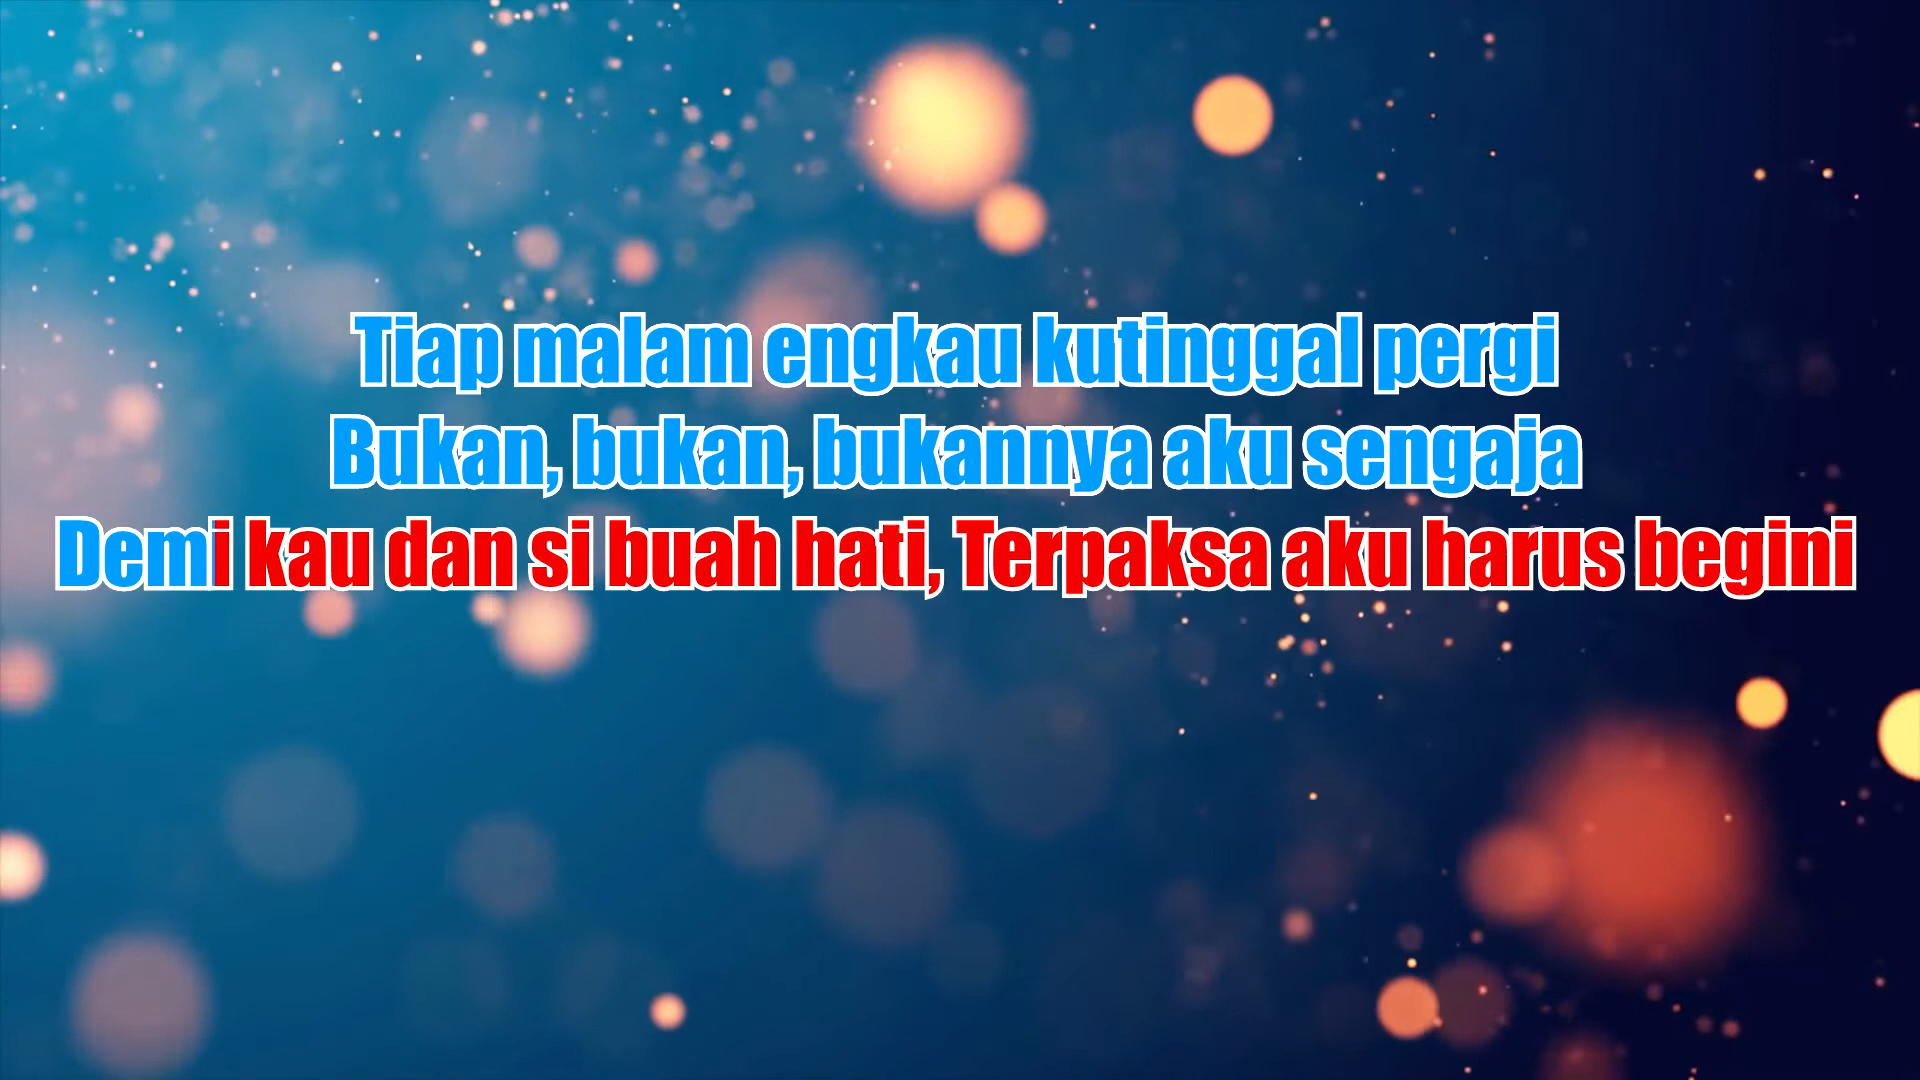 Tiap malam engkau kutinggal pergi
Bukan, bukan, bukannya aku sengaja
Demi kau dan si buah hati, Terpaksa aku harus begini